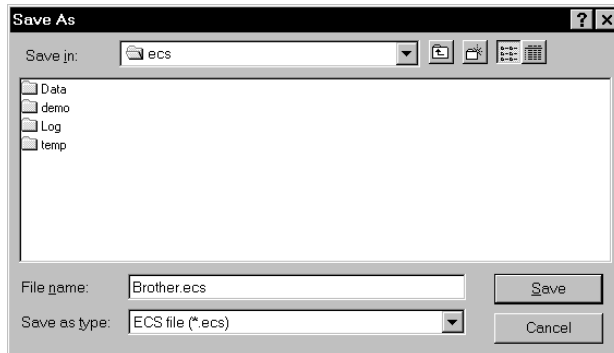 Save As
Save in: ecs
Data
demo
Log
temp
File name: Brother.ecs Save
Save as type: ECS file (*.ecs) Cancel